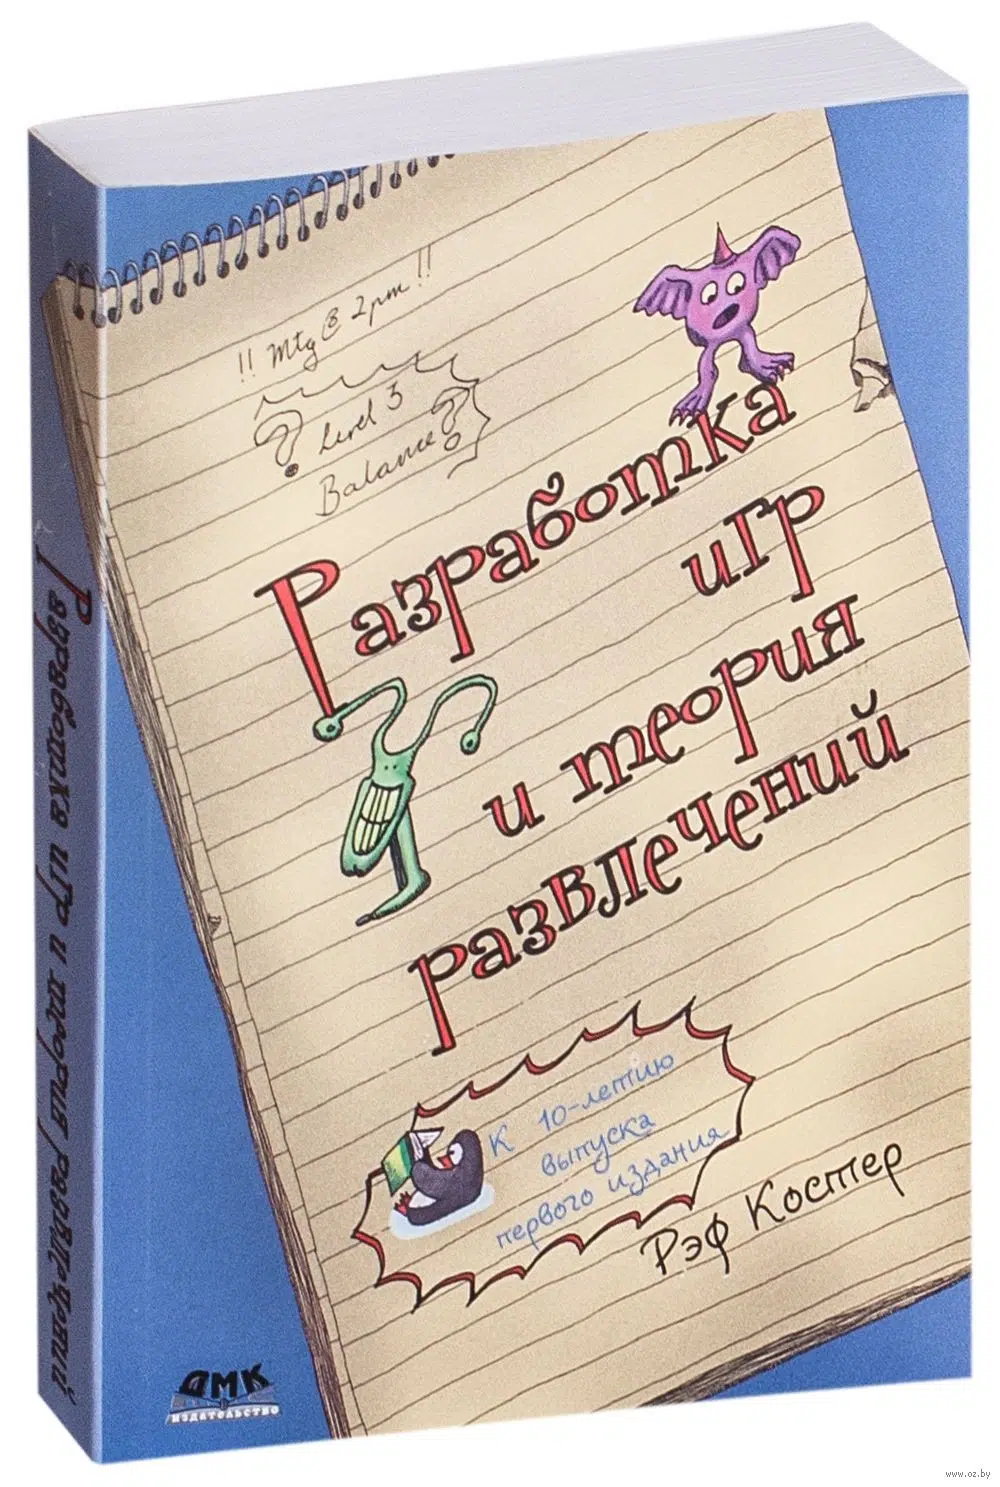 !! Mtg @ 2pm !!
? Level 3
Balance ?
Разработка
игр
и теория
развлечений
К 10-летию
выпуска
первого издания
Рэф Костер
ДМК
издательство
Разработка игр и теория развлечений
www.oz.by